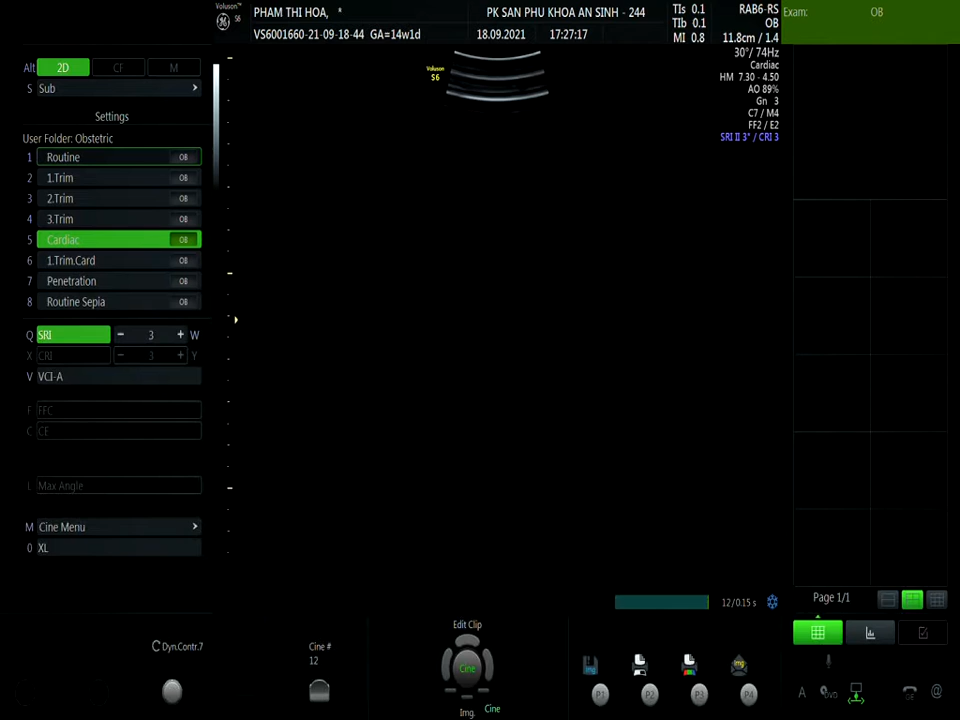 Voluson™
S6
PHAM THI HOA, *
PK SAN PHU KHOA AN SINH - 244
VS6001660-21-09-18-44 GA=14w1d
18.09.2021
17:27:17
TIs 0.1
TIb 0.1
MI 0.8
RAB6-RS
OB
11.8cm / 1.4
30°/ 74Hz
Cardiac
HM 7.30 - 4.50
AO 89%
Gn 3
C7 / M4
FF2 / E2
SRI II 3° / CRI 3
Exam: OB
Voluson
S6
Alt 2D CF M
S Sub >
Settings
User Folder: Obstetric
1 Routine OB
2 1.Trim OB
3 2.Trim OB
4 3.Trim OB
5 Cardiac OB
6 1.Trim.Card OB
7 Penetration OB
8 Routine Sepia OB
Q SRI - 3 + W
X CRI - 3 + Y
V VCI-A
F FFC
C CE
L Max Angle
M Cine Menu >
0 XL
12/0.15 s
Page 1/1
C Dyn.Contr.7
Cine #
12
Edit Clip
Cine
Img. Cine
Img
P1 P2 P3 P4
A DVD @